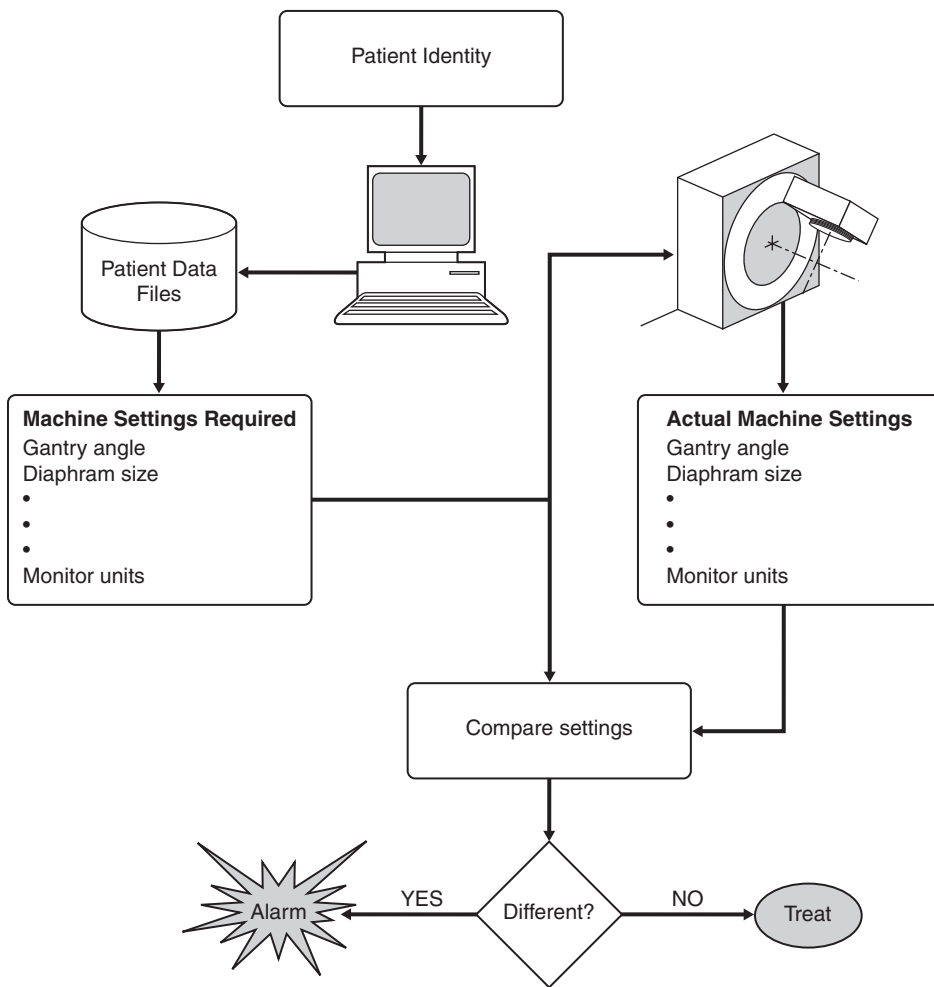 Patient Identity
Patient Data
Files
Machine Settings Required
Gantry angle
Diaphram size
•
•
•
Monitor units
Actual Machine Settings
Gantry angle
Diaphram size
•
•
•
Monitor units
Compare settings
Alarm
YES
Different?
NO
Treat